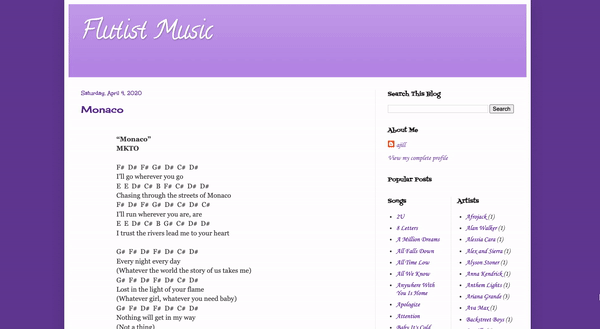 Flutist Music
Saturday, April 4, 2020
Monaco
“Monaco”
MKTO
F# D# F# G# D# C# D#
I'll go wherever you go
E E D# C# B F# C# D# D#
Chasing through the streets of Monaco
F# D# F# G# D# C# D# C#
I'll run wherever you are, are
E E D# C# B G# C# D# D#
I trust the rivers lead me to your heart
G# F# D# F# D# C# D#
Every night every day
(Whatever the world the story of us takes me)
G# F# D# F# D# C# D#
Lost in the light of your flame
(Whatever girl, whatever you need baby)
G# F# D# F# D# C# D#
Nothing will get in my way
(Not a thing)
Search This Blog
Search
About Me
ajill
View my complete profile
Popular Posts
Songs
2U
8 Letters
A Million Dreams
All Falls Down
All Time Low
All We Know
Anywhere With
You Is Home
Apologize
Attention
Baby It's Cold
Artists
Afrojack (1)
Alan Walker (1)
Alessia Cara (1)
Alex and Sierra (1)
Alyson Stoner (1)
Anna Kendrick (1)
Anthem Lights (1)
Ariana Grande (1)
Ava Max (1)
Backstreet Boys (1)